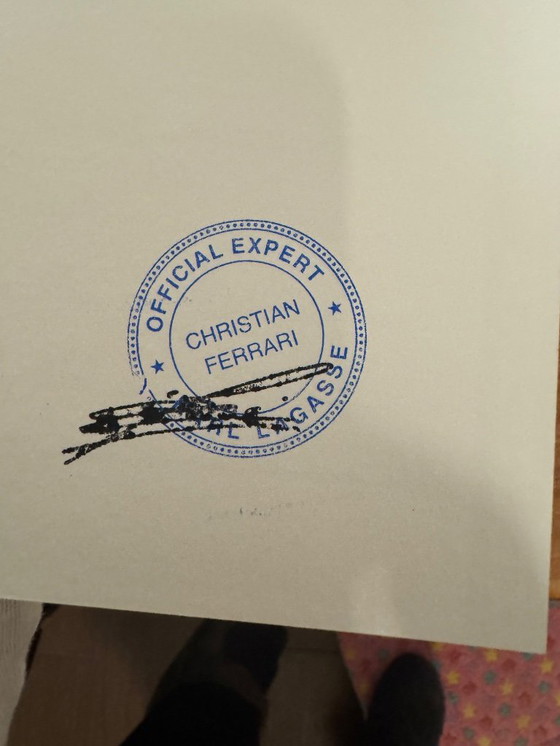 OFFICIAL EXPERT
CHRISTIAN
FERRARI
LAGASSE